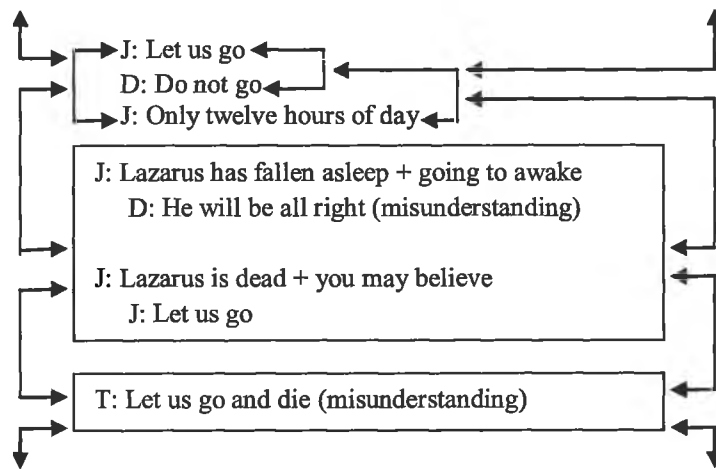 J: Let us go
D: Do not go
J: Only twelve hours of day
J: Lazarus has fallen asleep + going to awake
D: He will be all right (misunderstanding)
J: Lazarus is dead + you may believe
J: Let us go
T: Let us go and die (misunderstanding)